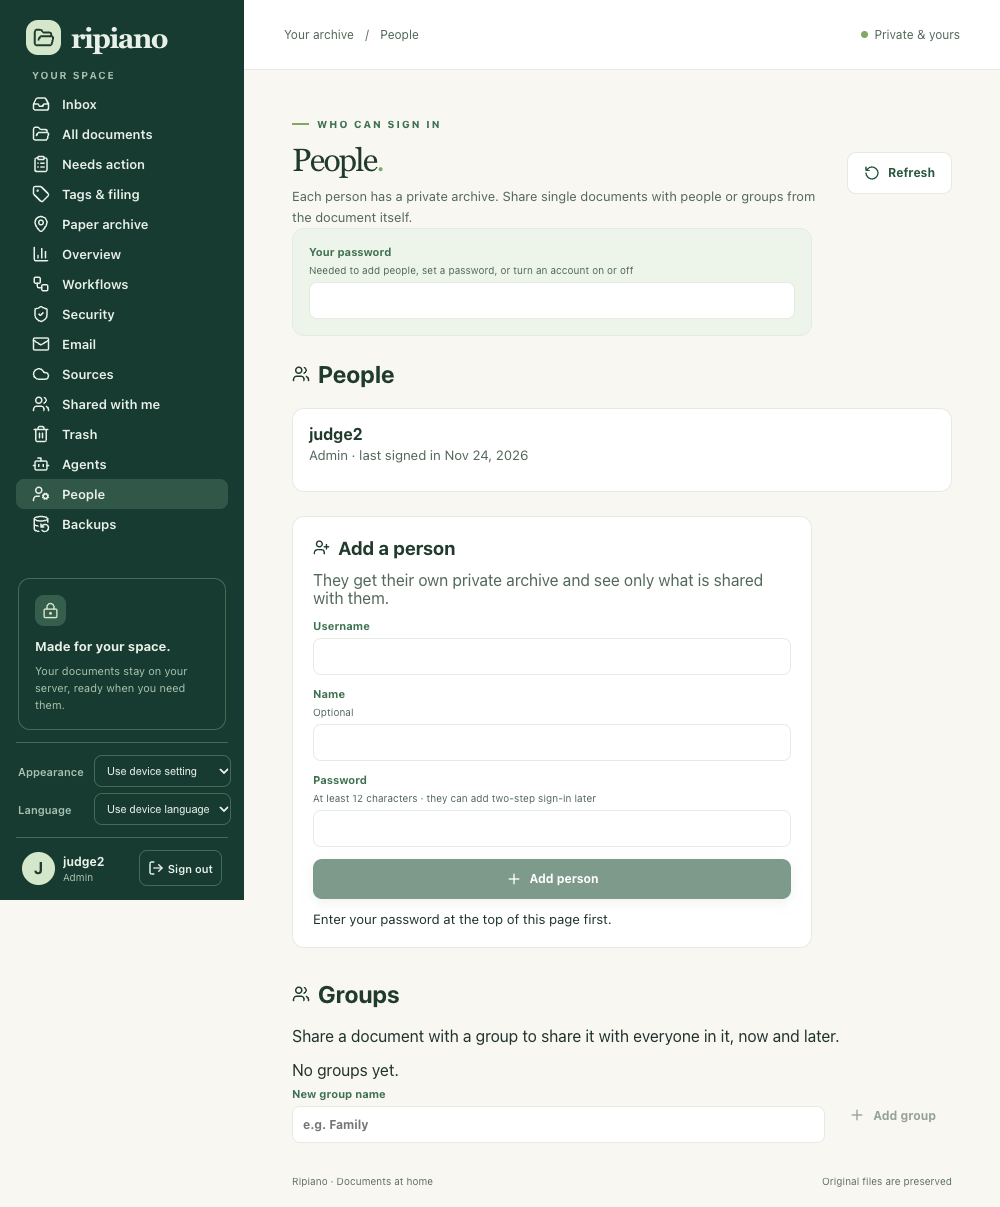 ripiano
YOUR SPACE
Inbox
All documents
Needs action
Tags & filing
Paper archive
Overview
Workflows
Security
Email
Sources
Shared with me
Trash
Agents
People
Backups
Made for your space.
Your documents stay on your
server, ready when you need
them.
Appearance Use device setting
Language Use device language
J judge2
Admin
Sign out
Your archive / People
Private & yours
WHO CAN SIGN IN
People.
Refresh
Each person has a private archive. Share single documents with people or groups from
the document itself.
Your password
Needed to add people, set a password, or turn an account on or off
People
judge2
Admin · last signed in Nov 24, 2026
Add a person
They get their own private archive and see only what is shared
with them.
Username
Name
Optional
Password
At least 12 characters · they can add two-step sign-in later
Add person
Enter your password at the top of this page first.
Groups
Share a document with a group to share it with everyone in it, now and later.
No groups yet.
New group name
e.g. Family
Add group
Ripiano · Documents at home
Original files are preserved